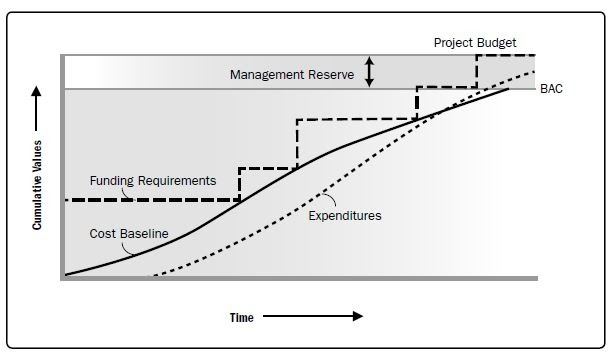 Project Budget
Management Reserve
BAC
Cumulative Values
Funding Requirements
Cost Baseline
Expenditures
Time